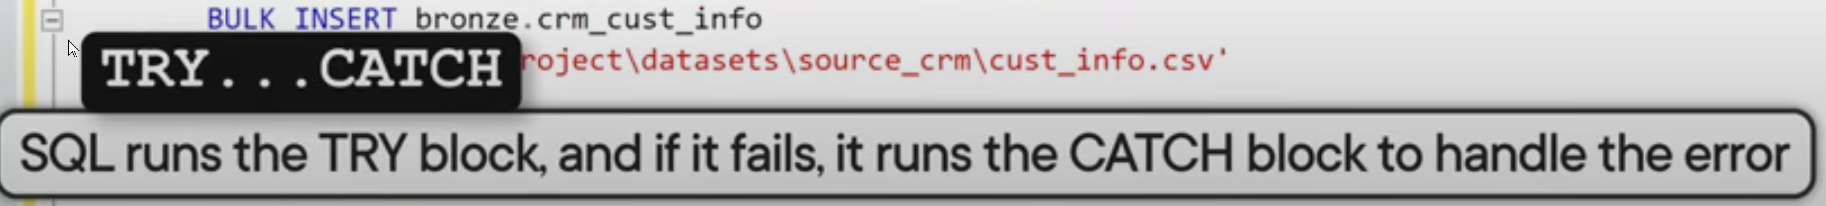 BULK INSERT bronze.crm_cust_info
roject\datasets\source_crm\cust_info.csv'
TRY...CATCH
SQL runs the TRY block, and if it fails, it runs the CATCH block to handle the error